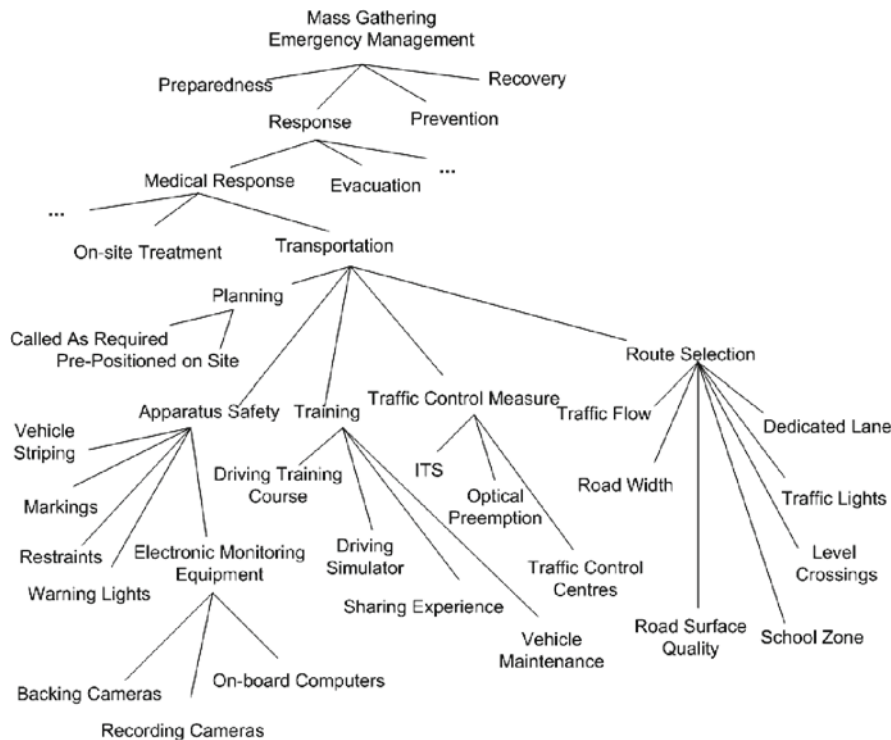 Mass Gathering
Emergency Management
Preparedness
Recovery
Response
Prevention
Medical Response
Evacuation
...
...
On-site Treatment
Transportation
Planning
Called As Required
Pre-Positioned on Site
Route Selection
Apparatus Safety
Training
Traffic Control Measure
Traffic Flow
Dedicated Lane
Vehicle
Striping
Driving Training
Course
ITS
Optical
Preemption
Road Width
Traffic Lights
Markings
Restraints
Electronic Monitoring
Equipment
Driving
Simulator
Traffic Control
Centres
Level
Crossings
Warning Lights
Sharing Experience
Vehicle
Maintenance
Road Surface
Quality
School Zone
Backing Cameras
On-board Computers
Recording Cameras